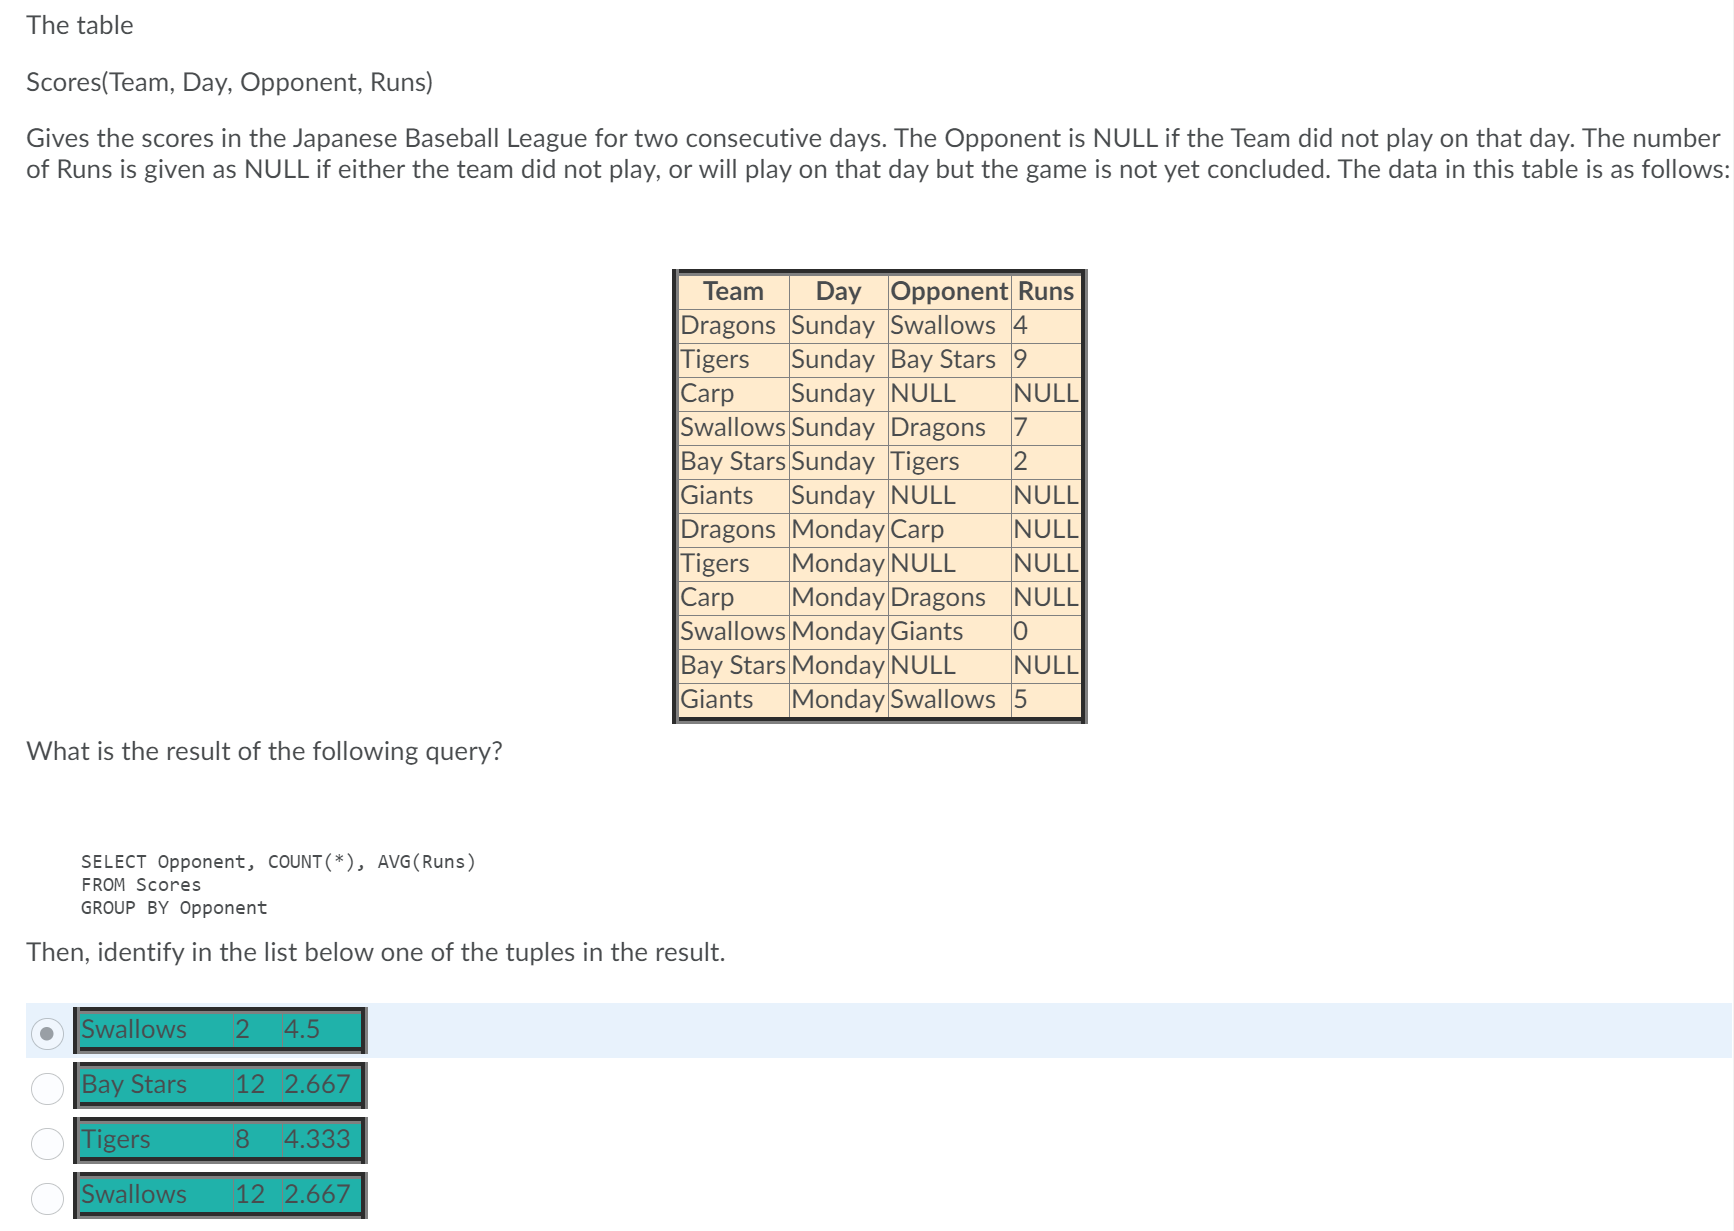 The table
Scores(Team, Day, Opponent, Runs)
Gives the scores in the Japanese Baseball League for two consecutive days. The Opponent is NULL if the Team did not play on that day. The number
of Runs is given as NULL if either the team did not play, or will play on that day but the game is not yet concluded. The data in this table is as follows:
Team Day Opponent Runs
Dragons Sunday Swallows 4
Tigers Sunday Bay Stars 9
Carp Sunday NULL NULL
Swallows Sunday Dragons 7
Bay Stars Sunday Tigers 2
Giants Sunday NULL NULL
Dragons Monday Carp NULL
Tigers Monday NULL NULL
Carp Monday Dragons NULL
Swallows Monday Giants 0
Bay Stars Monday NULL NULL
Giants Monday Swallows 5
What is the result of the following query?
SELECT Opponent, COUNT(*), AVG(Runs)
FROM Scores
GROUP BY Opponent
Then, identify in the list below one of the tuples in the result.
Swallows 2 4.5
Bay Stars 12 2.667
Tigers 8 4.333
Swallows 12 2.667